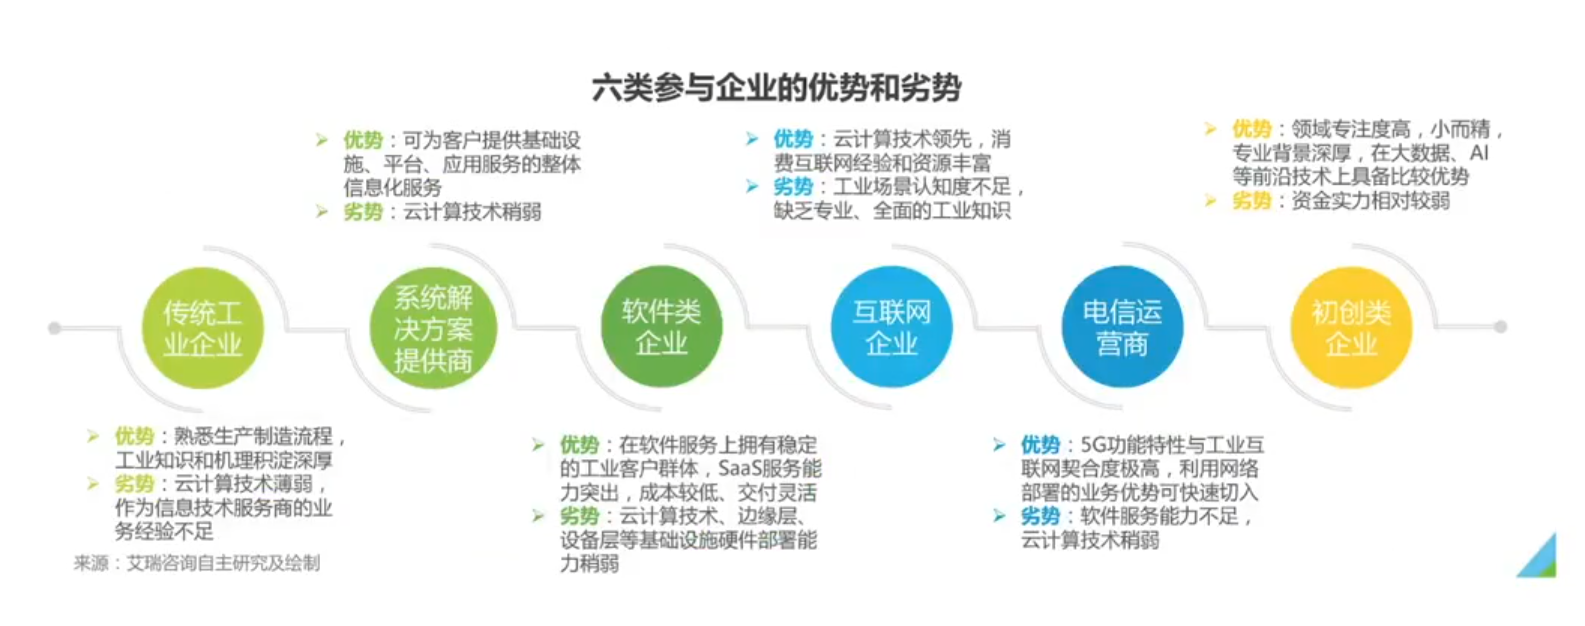 六类参与企业的优势和劣势
优势：可为客户提供基础设
施、平台、应用服务的整体
信息化服务
劣势：云计算技术稍弱
优势：云计算技术领先，消
费互联网经验和资源丰富
劣势：工业场景认知度不足，
缺乏专业、全面的工业知识
优势：领域专注度高，小而精，
专业背景深厚，在大数据、AI
等前沿技术上具备比较优势
劣势：资金实力相对较弱
传统工
业企业
系统解
决方案
提供商
软件类
企业
互联网
企业
电信运
营商
初创类
企业
优势：熟悉生产制造流程，
工业知识和机理积淀深厚
劣势：云计算技术薄弱，
作为信息技术服务商的业
务经验不足
优势：在软件服务上拥有稳定
的工业客户群体，SaaS服务能
力突出，成本较低、交付灵活
劣势：云计算技术、边缘层、
设备层等基础设施硬件部署能
力稍弱
优势：5G功能特性与工业互
联网契合度极高，利用网络
部署的业务优势可快速切入
劣势：软件服务能力不足，
云计算技术稍弱
来源：艾瑞咨询自主研究及绘制